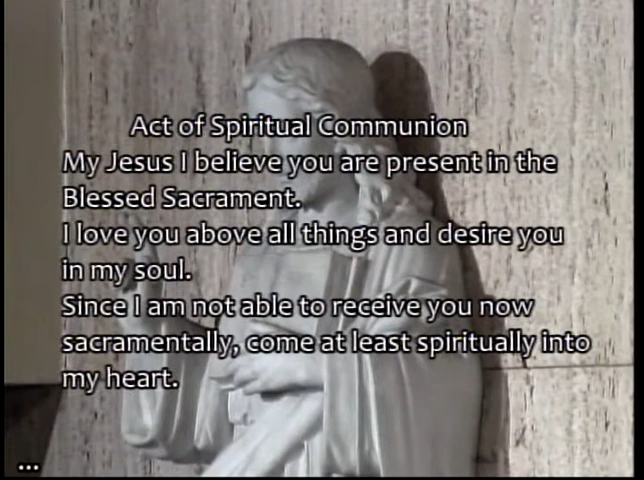 Act of Spiritual Communion
My Jesus I believe you are present in the
Blessed Sacrament.
I love you above all things and desire you
in my soul.
Since I am not able to receive you now
sacramentally, come at least spiritually into
my heart.
...